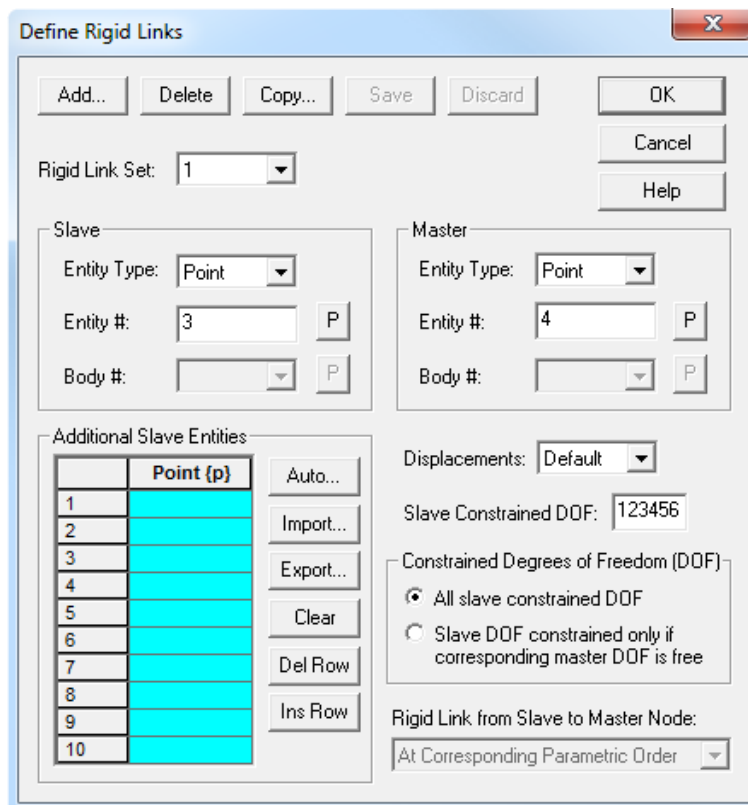 Define Rigid Links
X
Add... Delete Copy... Save Discard OK
Cancel
Rigid Link Set: 1
Help
Slave
Entity Type: Point
Entity #: 3 P
Body #: P
Master
Entity Type: Point
Entity #: 4 P
Body #: P
Additional Slave Entities
Point {p}
1
2
3
4
5
6
7
8
9
10
Auto...
Import...
Export...
Clear
Del Row
Ins Row
Displacements: Default
Slave Constrained DOF: 123456
Constrained Degrees of Freedom (DOF)
All slave constrained DOF
Slave DOF constrained only if
corresponding master DOF is free
Rigid Link from Slave to Master Node:
At Corresponding Parametric Order